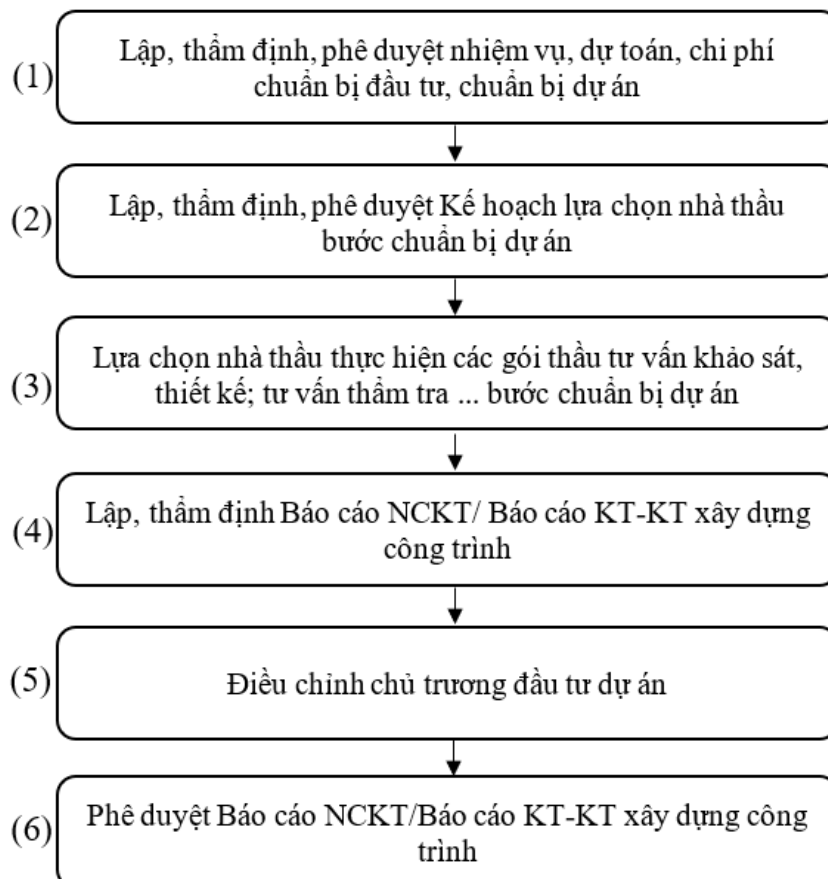 (1)
Lập, thẩm định, phê duyệt nhiệm vụ, dự toán, chi phí
chuẩn bị đầu tư, chuẩn bị dự án
(2)
Lập, thẩm định, phê duyệt Kế hoạch lựa chọn nhà thầu
bước chuẩn bị dự án
(3)
Lựa chọn nhà thầu thực hiện các gói thầu tư vấn khảo sát,
thiết kế; tư vấn thẩm tra ... bước chuẩn bị dự án
(4)
Lập, thẩm định Báo cáo NCKT/ Báo cáo KT-KT xây dựng
công trình
(5)
Điều chỉnh chủ trương đầu tư dự án
(6)
Phê duyệt Báo cáo NCKT/Báo cáo KT-KT xây dựng công
trình